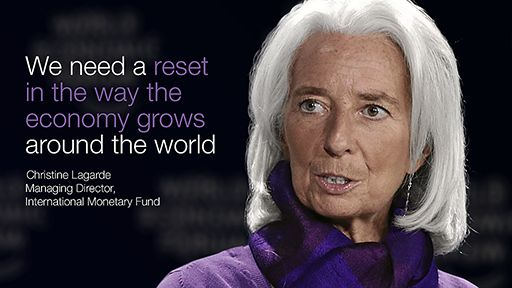 We need a reset
in the way the
economy grows
around the world
Christine Lagarde
Managing Director,
International Monetary Fund